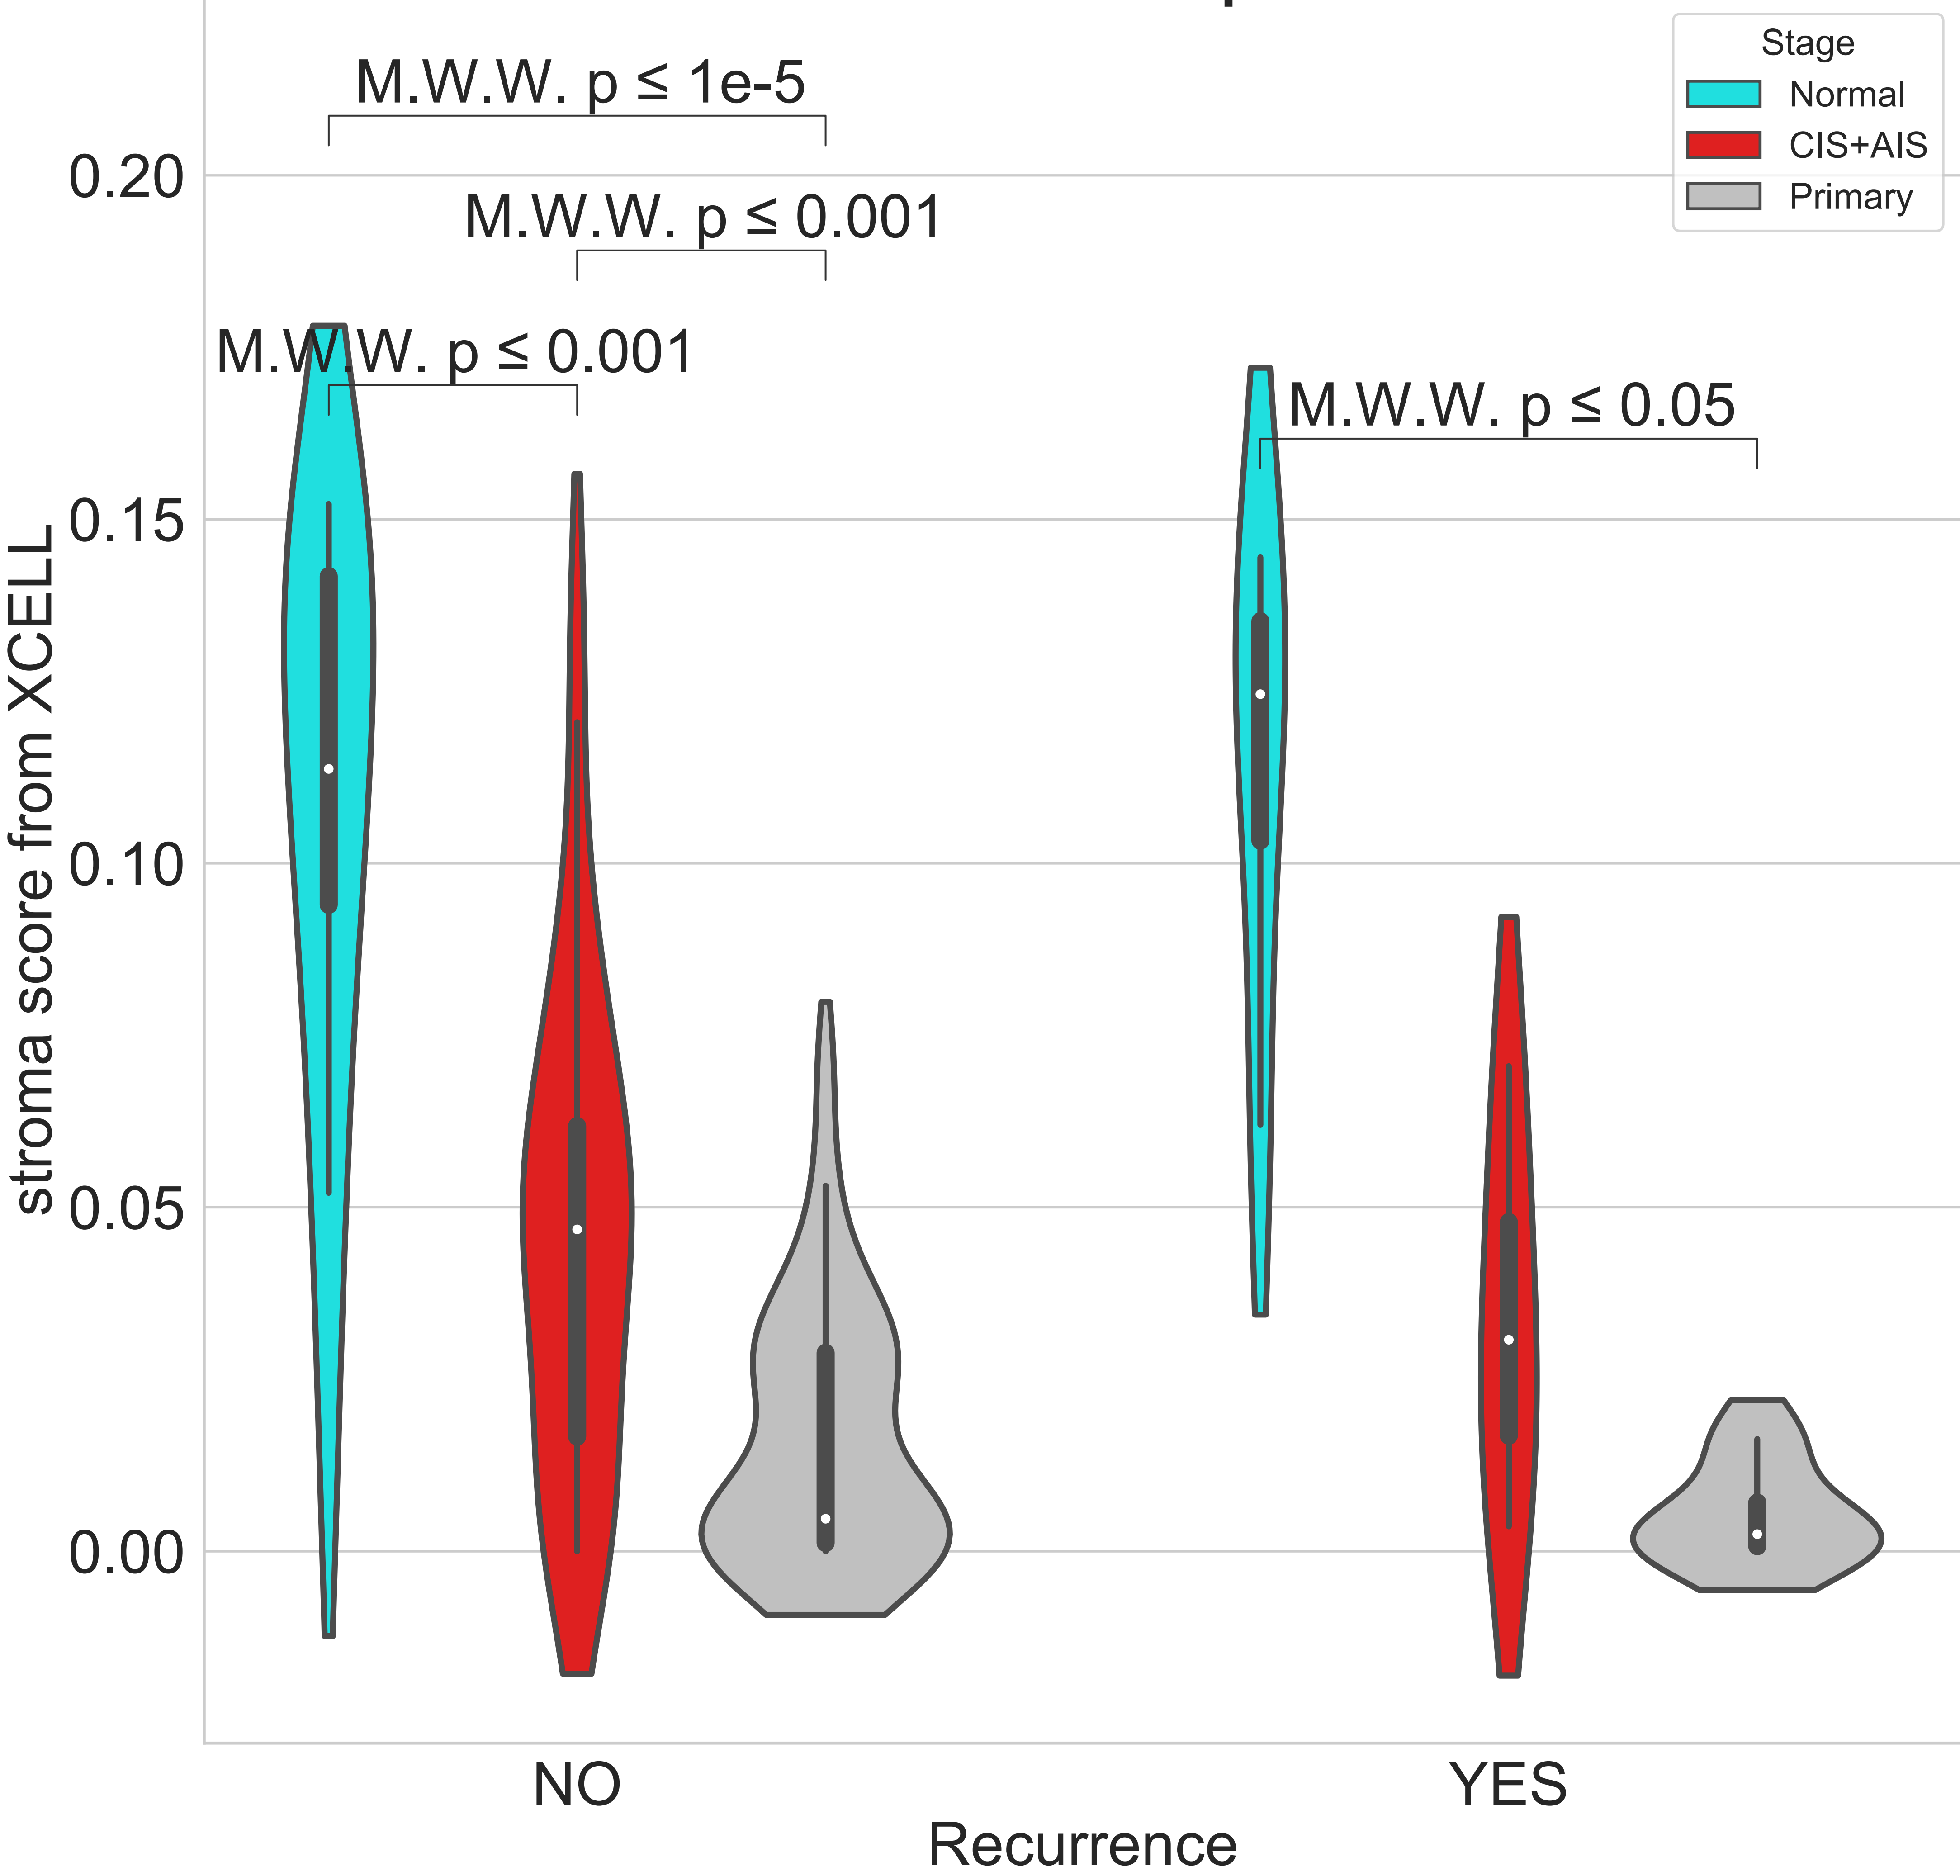 M.W.W. p ≤ 1e-5
M.W.W. p ≤ 0.001
M.W.W. p ≤ 0.001
M.W.W. p ≤ 0.05
Stage
Normal
CIS+AIS
Primary
stroma score from XCELL
0.20
0.15
0.10
0.05
0.00
NO
YES
Recurrence